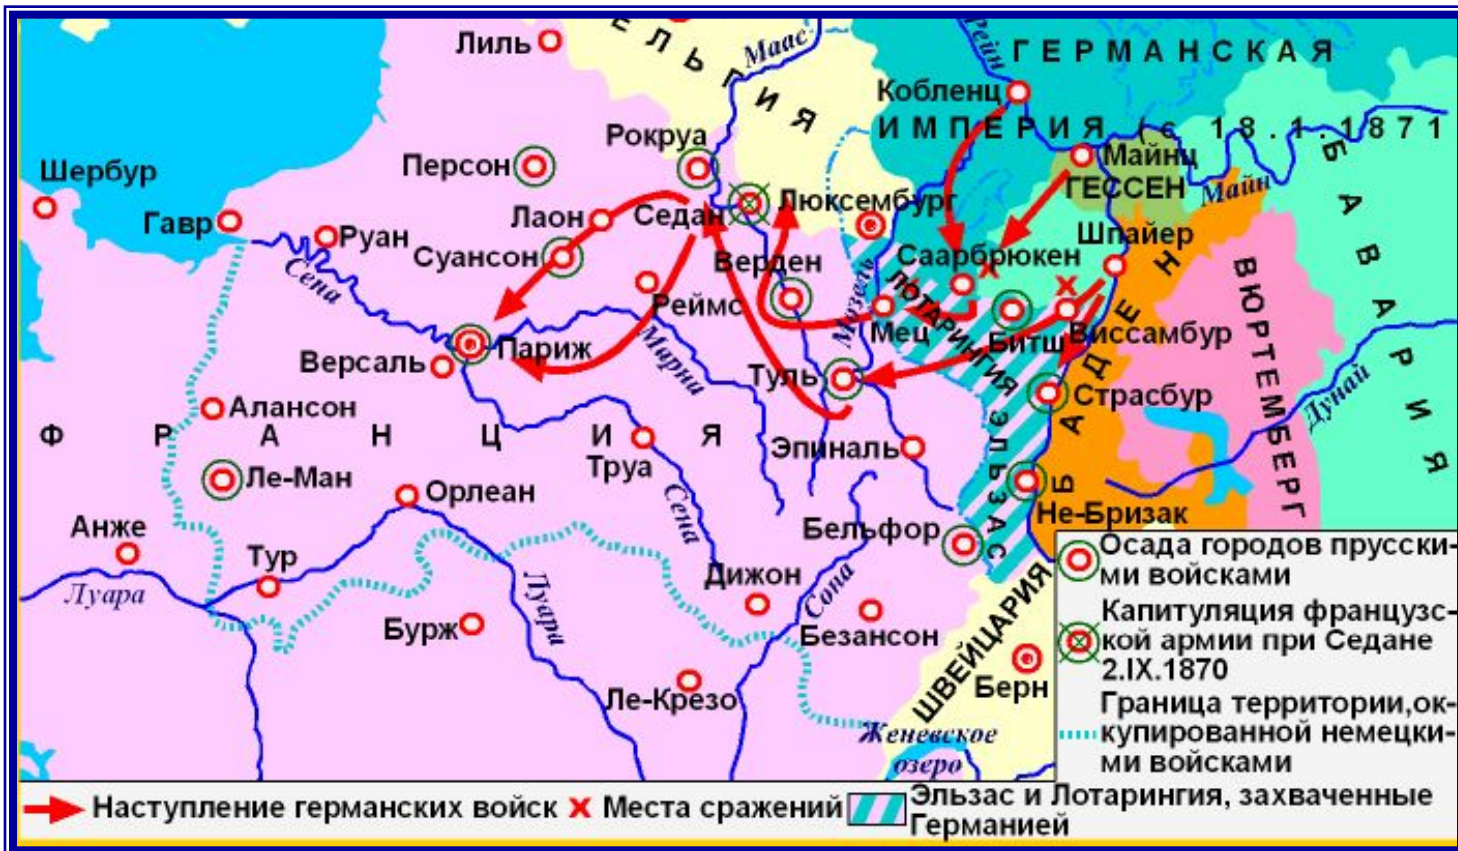 Лиль
БЕЛЬГИЯ
Маас
Рейн
ГЕРМАНСКАЯ
Кобленц
ИМПЕРИЯ (с 18.1.1871
Рокруа
Персон
Майнц
ГЕССЕН
Майн
БАВАРИЯ
Шербур
Гавр
Руан
Лаон
Седан
Люксембург
Суансон
Верден
Саарбрюкен
Шпайер
Сена
Реймс
Мозель
Мец
ЛОТАРИНГИЯ
Битш
Виссамбур
ВЮРТЕМБЕРГ
БАДЕН
Версаль
Париж
Марна
Туль
Страсбур
Дунай
Алансон
ФРАНЦИЯ
Труа
Эпиналь
ЭЛЬЗАС
Ле-Ман
Орлеан
Сена
Не-Бризак
Анже
Тур
Бельфор
Луара
Луара
Дижон
Сона
Бурж
Безансон
ШВЕЙЦАРИЯ
Берн
Ле-Крезо
Женевское
озеро
Осада городов прусски-
ми войсками
Капитуляция французс-
кой армии при Седане
2.IX.1870
Граница территории,ок-
купированной немецки-
ми войсками
Наступление германских войск
Места сражений
Эльзас и Лотарингия, захваченные
Германией